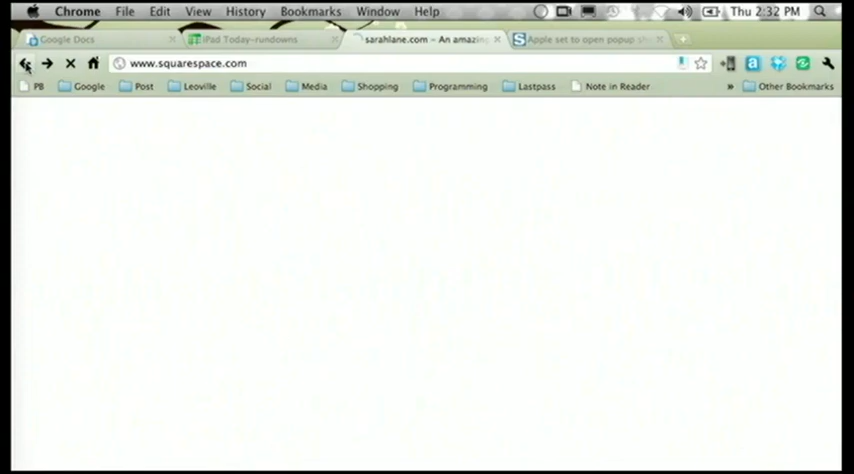 Chrome File Edit View History Bookmarks Window Help Thu 2:32 PM
Google Docs iPad Today-rundowns sarahlane.com – An amazing Apple set to open popup sh
www.squarespace.com
PB Google Post Leoville Social Media Shopping Programming Lastpass Note in Reader » Other Bookmarks